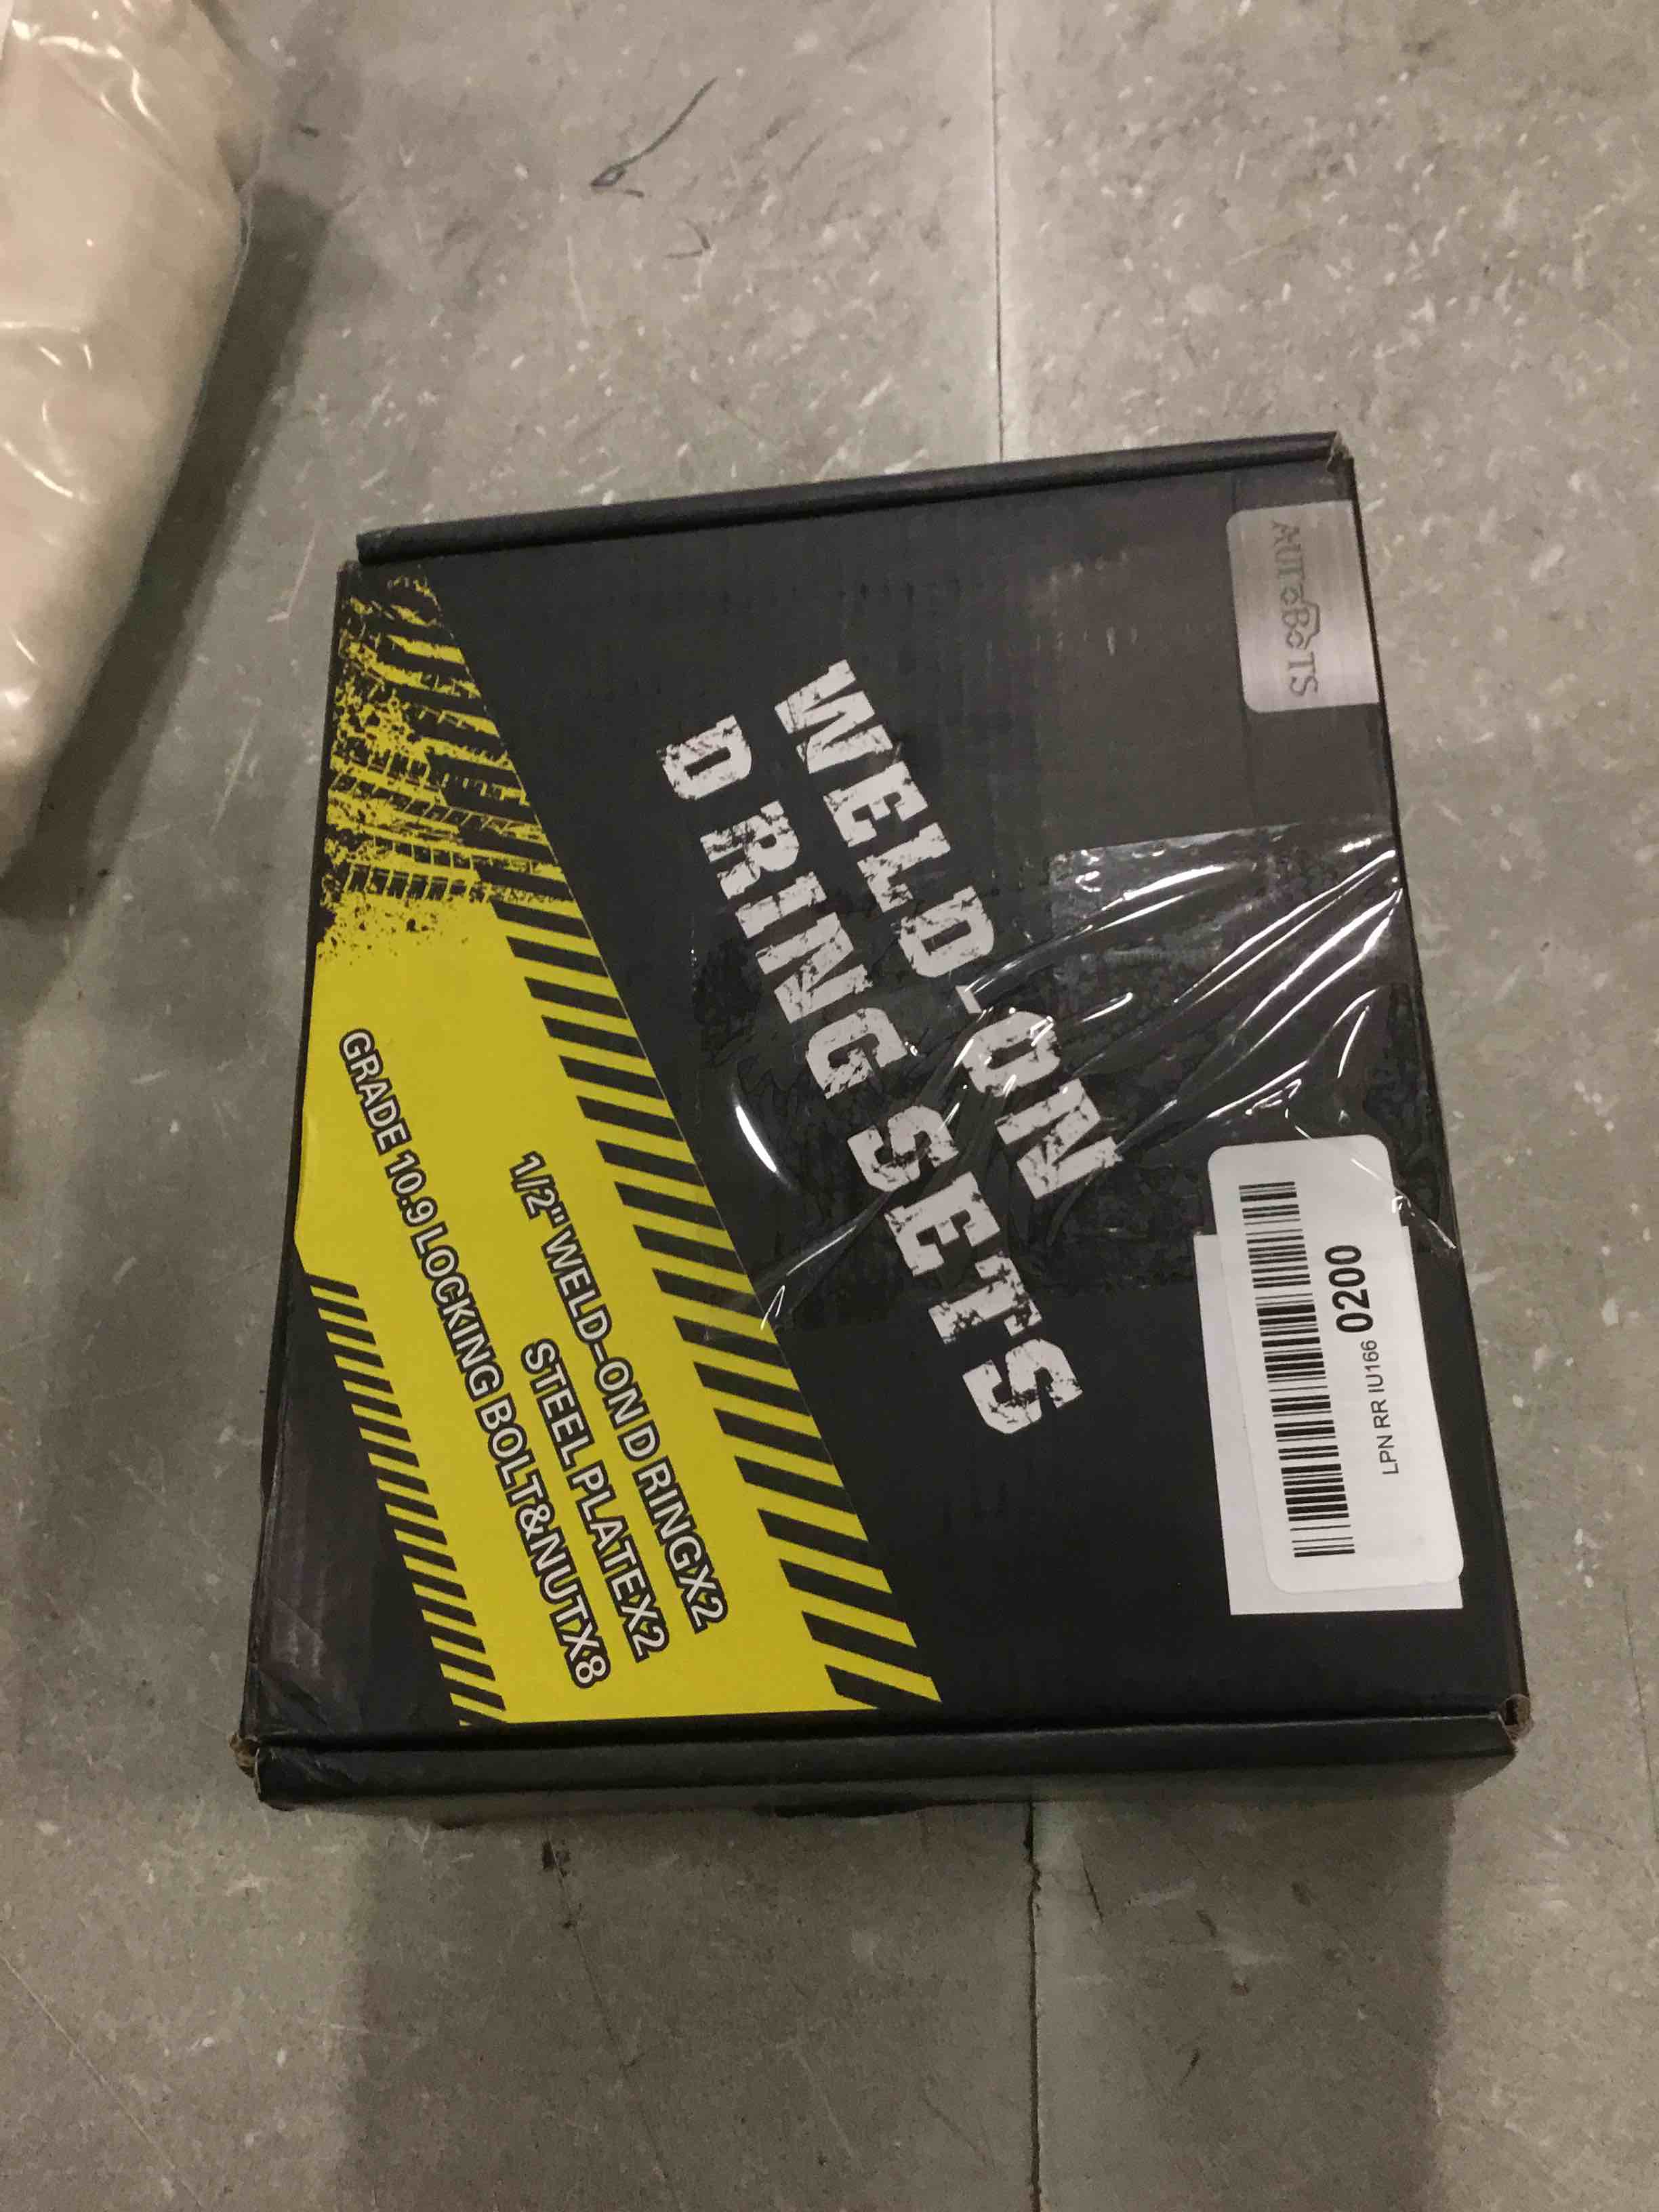 AUTOBOTS
WELD-ON
D RING SETS
1/2" WELD-ON D RINGX2
STEEL PLATEX2
GRADE 10.9 LOCKING BOLT&NUTX8
0200
LPN RR IU166